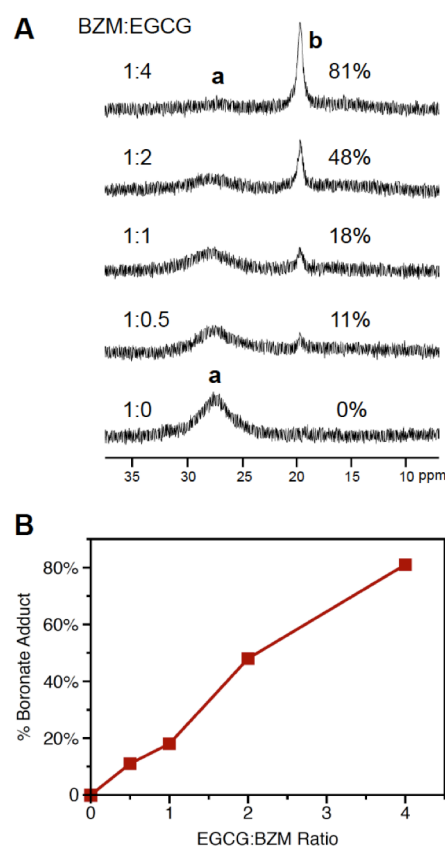 A
BZM:EGCG
b
1:4
a
81%
1:2
48%
1:1
18%
1:0.5
11%
a
1:0
0%
35 30 25 20 15 10 ppm
B
80%
60%
40%
20%
0
% Boronate Adduct
0 1 2 3 4
EGCG:BZM Ratio